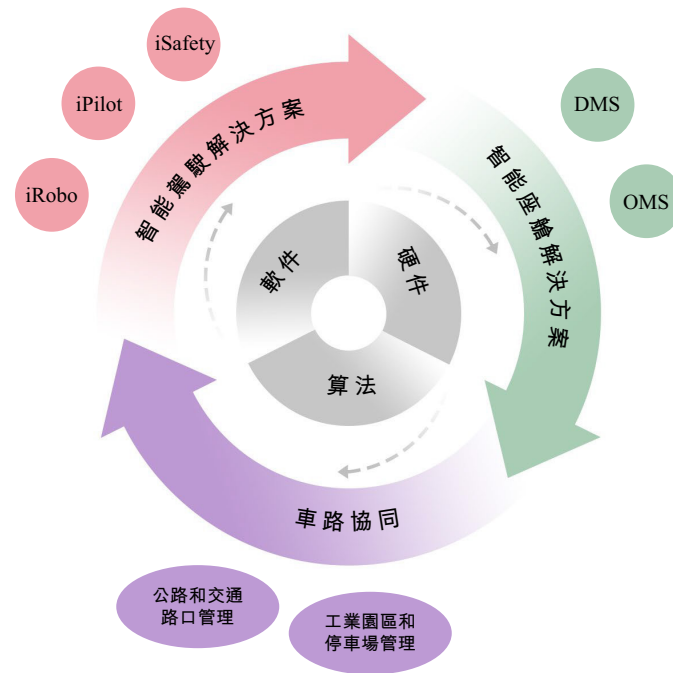 iSafety
iPilot
iRobo
智能駕駛解決方案
DMS
OMS
智能座艙解決方案
軟件
硬件
算法
車路協同
公路和交通
路口管理
工業園區和
停車場管理